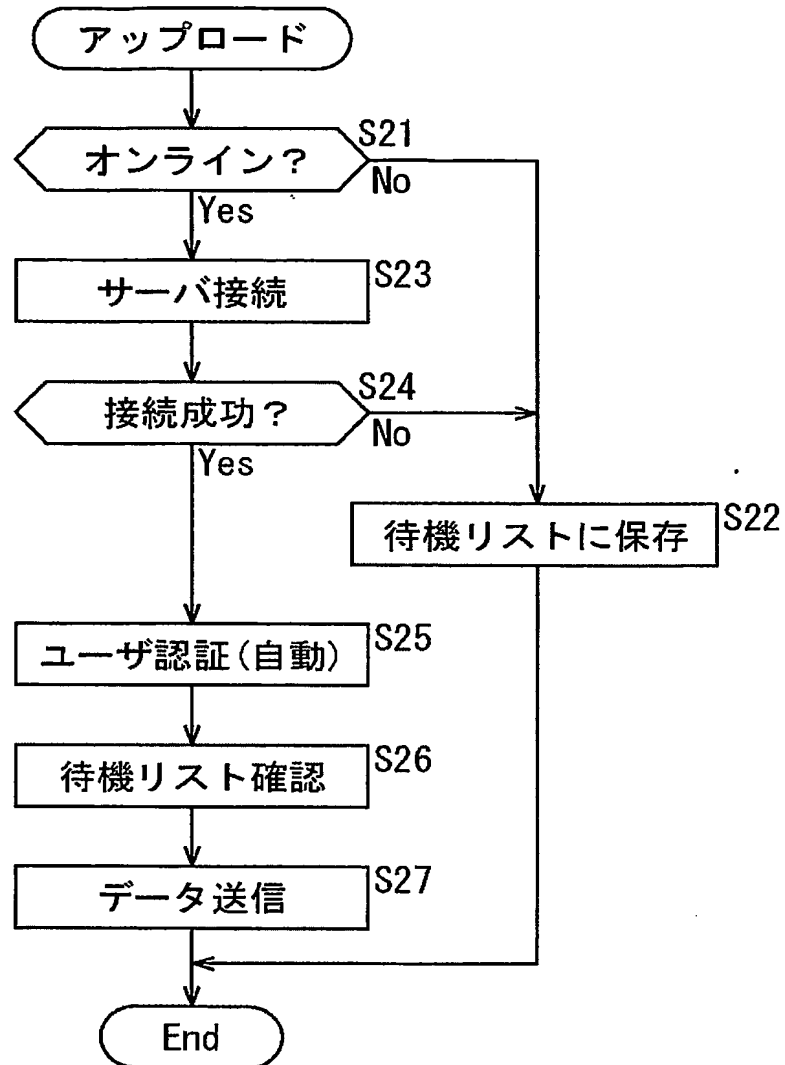 アップロード
オンライン?
S21
No
Yes
サーバ接続
S23
接続成功?
S24
No
Yes
待機リストに保存
S22
ユーザ認証(自動)
S25
待機リスト確認
S26
データ送信
S27
End